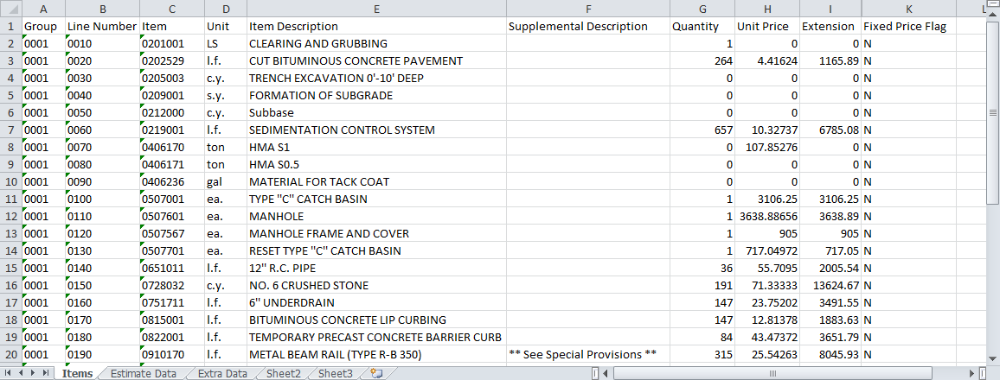 A B C D E F G H I K L
1 Group Line Number Item Unit Item Description Supplemental Description Quantity Unit Price Extension Fixed Price Flag
2 0001 0010 0201001 LS CLEARING AND GRUBBING 1 0 0 N
3 0001 0020 0202529 l.f. CUT BITUMINOUS CONCRETE PAVEMENT 264 4.41624 1165.89 N
4 0001 0030 0205003 c.y. TRENCH EXCAVATION 0'-10' DEEP 0 0 0 N
5 0001 0040 0209001 s.y. FORMATION OF SUBGRADE 0 0 0 N
6 0001 0050 0212000 c.y. Subbase 0 0 0 N
7 0001 0060 0219001 l.f. SEDIMENTATION CONTROL SYSTEM 657 10.32737 6785.08 N
8 0001 0070 0406170 ton HMA S1 0 107.85276 0 N
9 0001 0080 0406171 ton HMA S0.5 0 0 0 N
10 0001 0090 0406236 gal MATERIAL FOR TACK COAT 0 0 0 N
11 0001 0100 0507001 ea. TYPE "C" CATCH BASIN 1 3106.25 3106.25 N
12 0001 0110 0507601 ea. MANHOLE 1 3638.88656 3638.89 N
13 0001 0120 0507567 ea. MANHOLE FRAME AND COVER 1 905 905 N
14 0001 0130 0507701 ea. RESET TYPE "C" CATCH BASIN 1 717.04972 717.05 N
15 0001 0140 0651011 l.f. 12" R.C. PIPE 36 55.7095 2005.54 N
16 0001 0150 0728032 c.y. NO. 6 CRUSHED STONE 191 71.33333 13624.67 N
17 0001 0160 0751711 l.f. 6" UNDERDRAIN 147 23.75202 3491.55 N
18 0001 0170 0815001 l.f. BITUMINOUS CONCRETE LIP CURBING 147 12.81378 1883.63 N
19 0001 0180 0822001 l.f. TEMPORARY PRECAST CONCRETE BARRIER CURB 84 43.47372 3651.79 N
20 0001 0190 0910170 l.f. METAL BEAM RAIL (TYPE R-B 350) ** See Special Provisions ** 315 25.54263 8045.93 N
Items Estimate Data Extra Data Sheet2 Sheet3